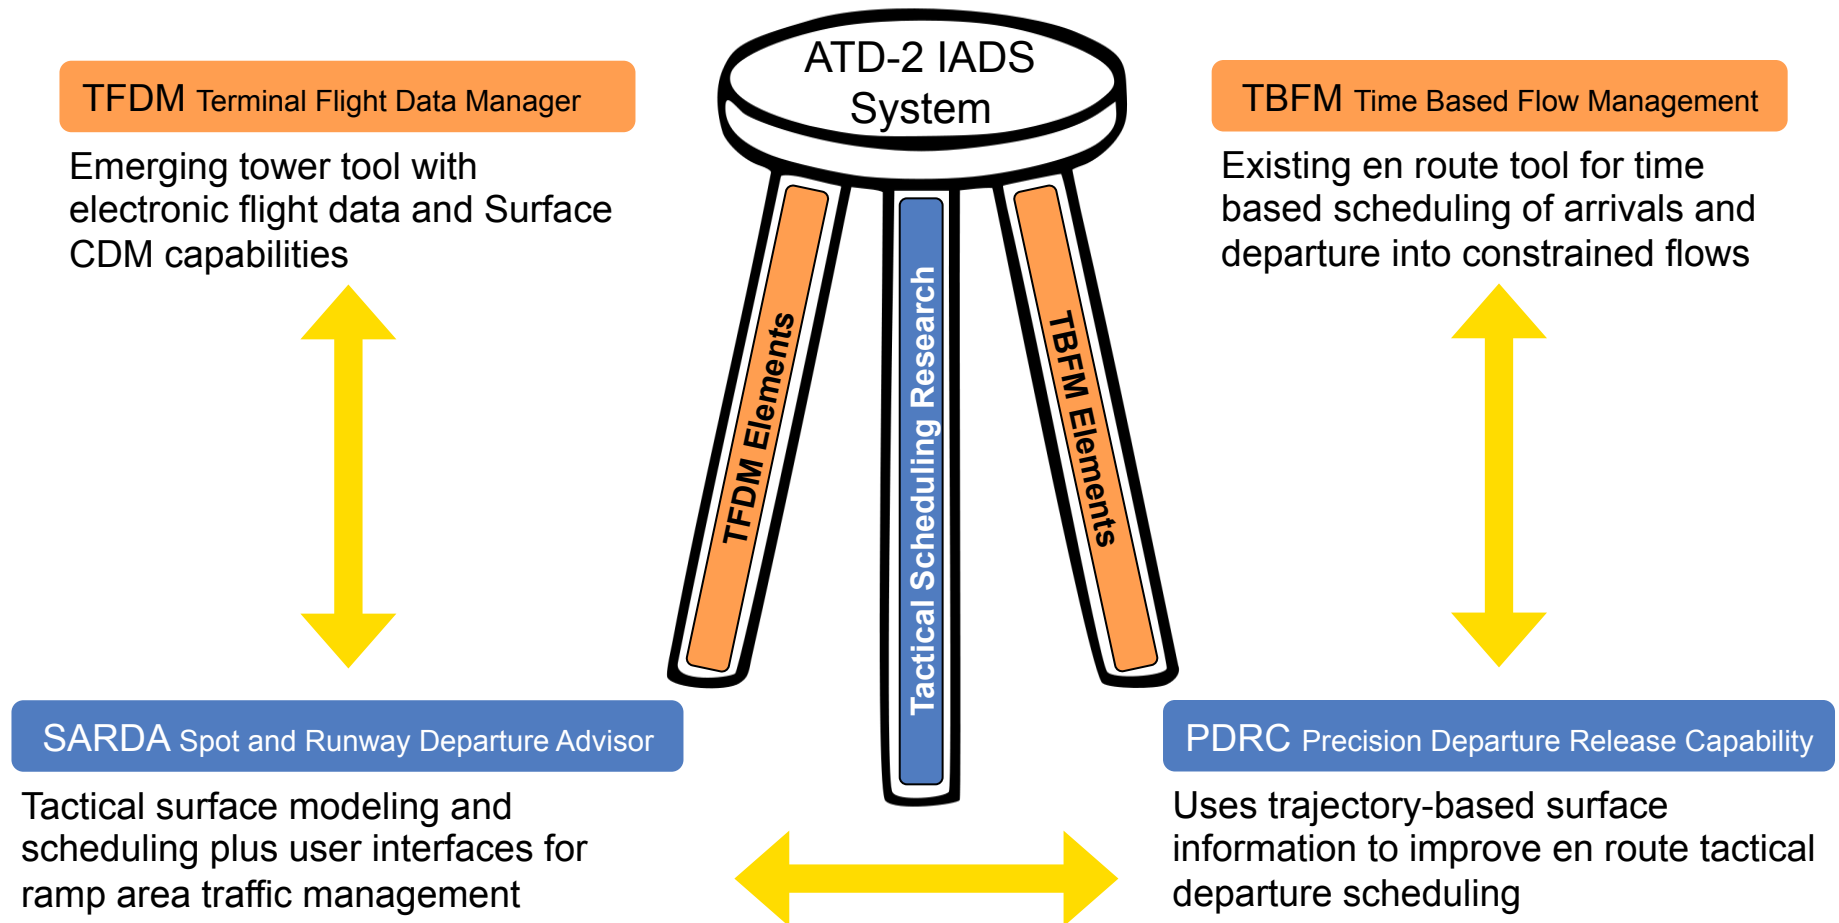 ATD-2 IADS
System
TFDM Terminal Flight Data Manager
Emerging tower tool with
electronic flight data and Surface
CDM capabilities
TBFM Time Based Flow Management
Existing en route tool for time
based scheduling of arrivals and
departure into constrained flows
TFDM Elements
Tactical Scheduling Research
TBFM Elements
SARDA Spot and Runway Departure Advisor
Tactical surface modeling and
scheduling plus user interfaces for
ramp area traffic management
PDRC Precision Departure Release Capability
Uses trajectory-based surface
information to improve en route tactical
departure scheduling